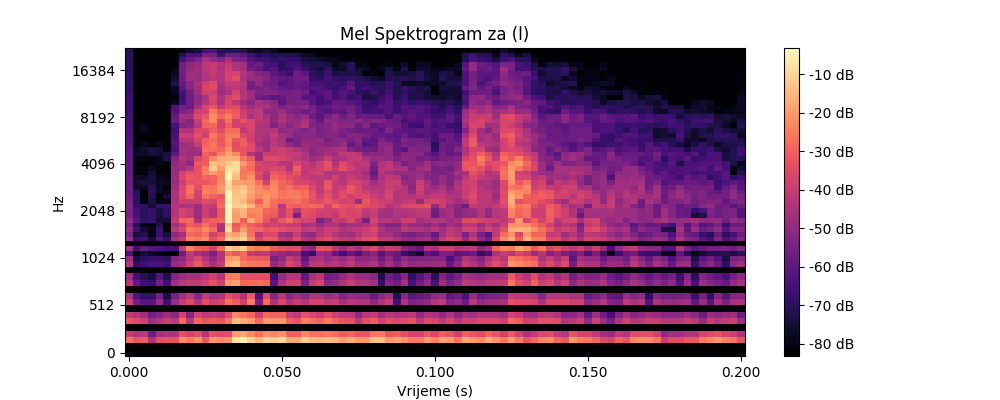 Mel Spektrogram za (l)
16384
8192
4096
2048
1024
512
0
Hz
0.000 0.050 0.100 0.150 0.200
Vrijeme (s)
-10 dB
-20 dB
-30 dB
-40 dB
-50 dB
-60 dB
-70 dB
-80 dB